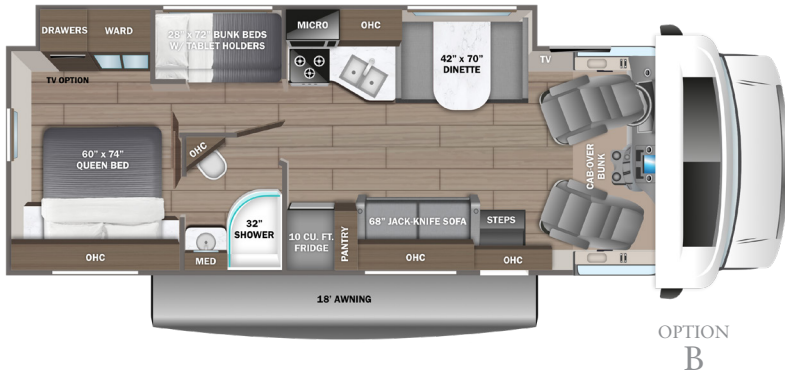 DRAWERS
WARD
28" x 72" BUNK BEDS
W/ TABLET HOLDERS
MICRO
OHC
42" x 70"
DINETTE
TV
TV OPTION
60" x 74"
QUEEN BED
OHC
CAB-OVER
BUNK
32"
SHOWER
10 CU. FT.
FRIDGE
PANTRY
68" JACK-KNIFE SOFA
STEPS
OHC
MED
OHC
OHC
18' AWNING
OPTION
B